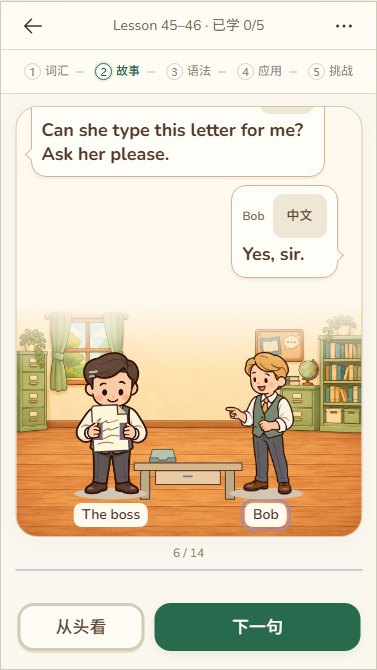 Lesson 45–46 · 已学 0/5
1 词汇 – 2 故事 – 3 语法 – 4 应用 – 5 挑战
Can she type this letter for me?
Ask her please.
Bob 中文
Yes, sir.
The boss
Bob
6 / 14
从头看
下一句